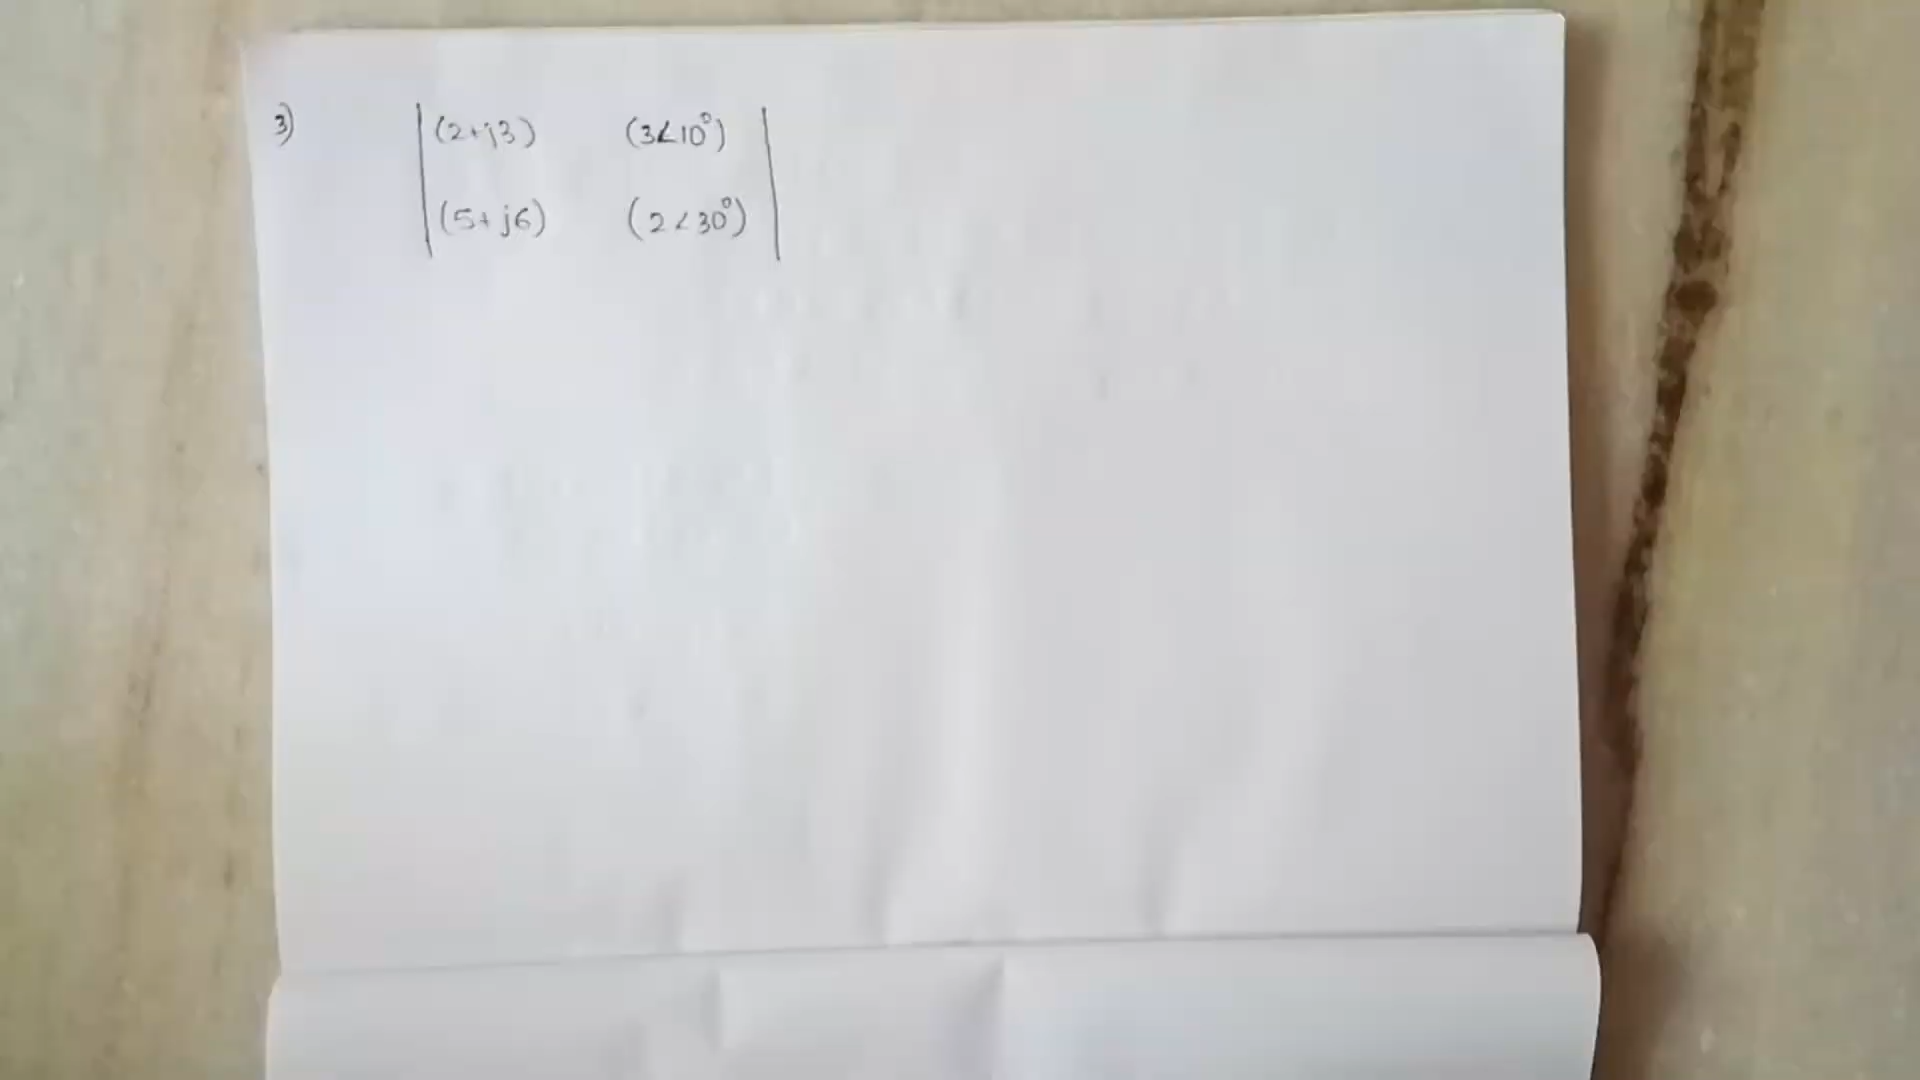 3) | (2+j3) (3∠10°) |
| (5+j6) (2∠30°) |